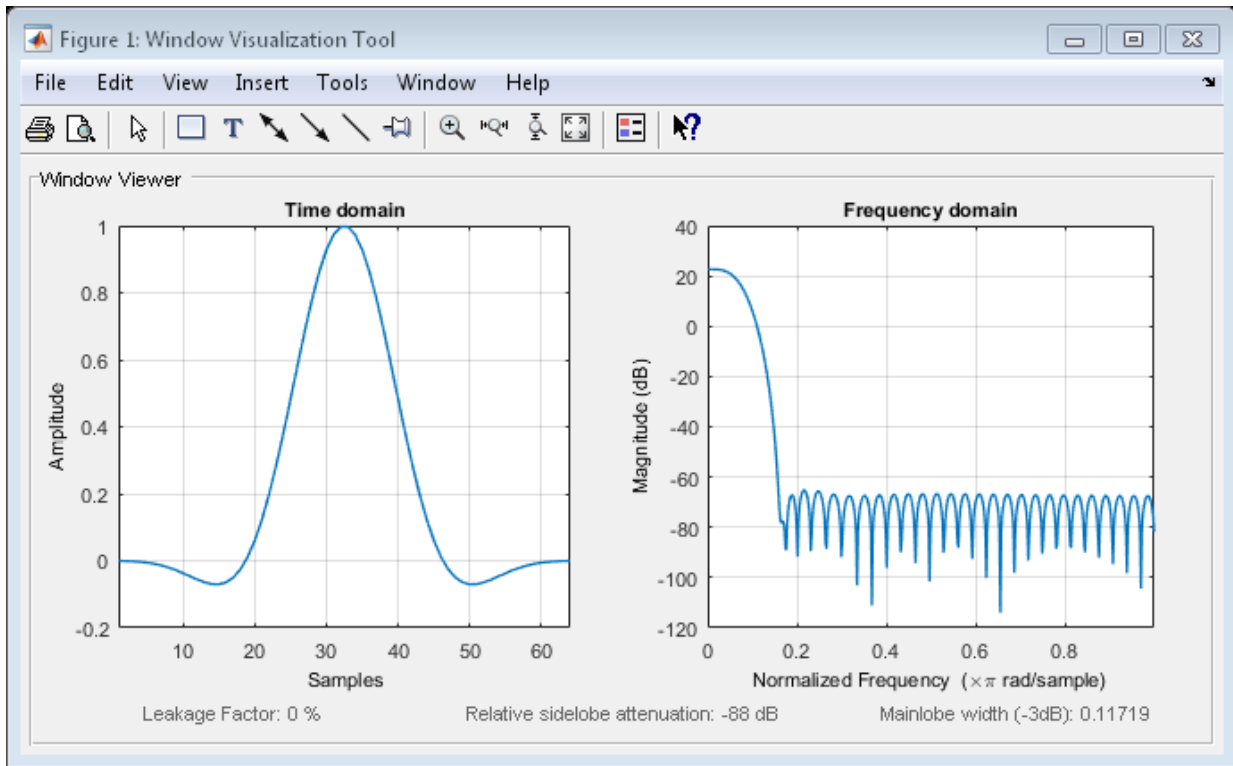 Figure 1: Window Visualization Tool
File Edit View Insert Tools Window Help
T
?
Window Viewer
Time domain
1
0.8
0.6
0.4
0.2
0
-0.2
Amplitude
10 20 30 40 50 60
Samples
Frequency domain
40
20
0
-20
-40
-60
-80
-100
-120
Magnitude (dB)
0 0.2 0.4 0.6 0.8
Normalized Frequency (×π rad/sample)
Leakage Factor: 0 %
Relative sidelobe attenuation: -88 dB
Mainlobe width (-3dB): 0.11719